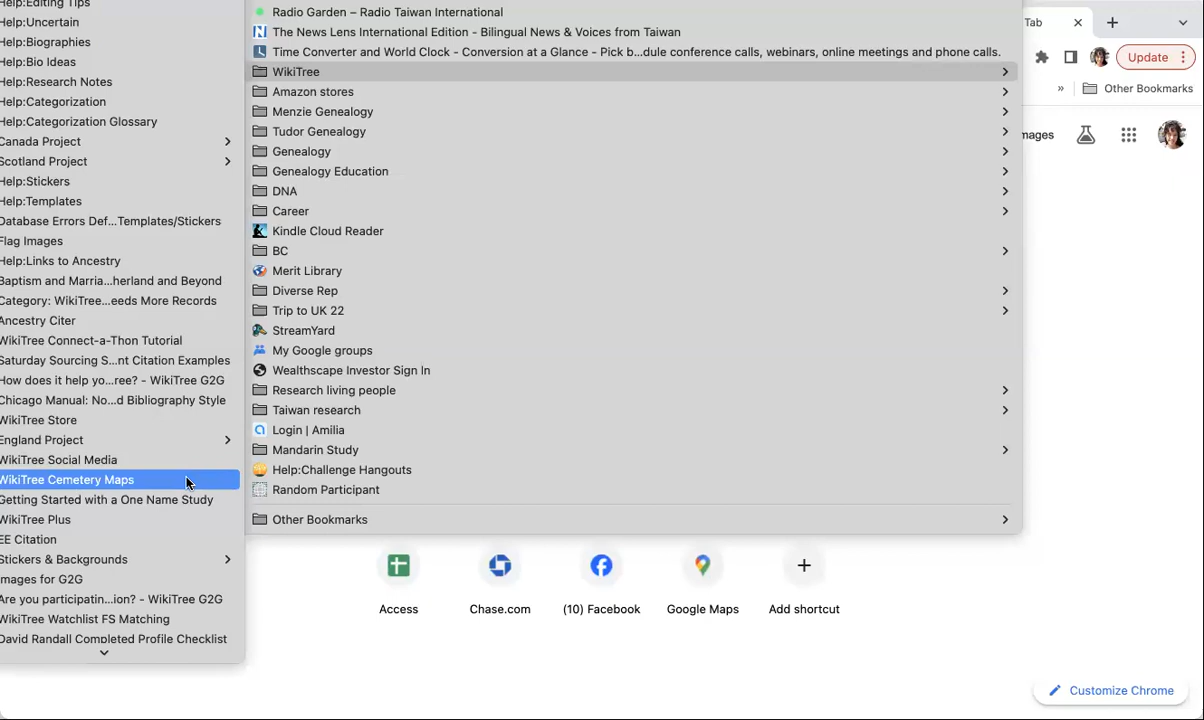 Help:Editing Tips
Help:Uncertain
Help:Biographies
Help:Bio Ideas
Help:Research Notes
Help:Categorization
Help:Categorization Glossary
Canada Project
Scotland Project
Help:Stickers
Help:Templates
Database Errors Def...Templates/Stickers
Flag Images
Help:Links to Ancestry
Baptism and Marria...herland and Beyond
Category: WikiTree...eeds More Records
Ancestry Citer
WikiTree Connect-a-Thon Tutorial
Saturday Sourcing S...nt Citation Examples
How does it help yo...ree? - WikiTree G2G
Chicago Manual: No...d Bibliography Style
WikiTree Store
England Project
WikiTree Social Media
WikiTree Cemetery Maps
Getting Started with a One Name Study
WikiTree Plus
EE Citation
Stickers & Backgrounds
Images for G2G
Are you participatin...ion? - WikiTree G2G
WikiTree Watchlist FS Matching
David Randall Completed Profile Checklist
Radio Garden – Radio Taiwan International
The News Lens International Edition - Bilingual News & Voices from Taiwan
Time Converter and World Clock - Conversion at a Glance - Pick b...dule conference calls, webinars, online meetings and phone calls.
WikiTree
Amazon stores
Menzie Genealogy
Tudor Genealogy
Genealogy
Genealogy Education
DNA
Career
Kindle Cloud Reader
BC
Merit Library
Diverse Rep
Trip to UK 22
StreamYard
My Google groups
Wealthscape Investor Sign In
Research living people
Taiwan research
Login | Amilia
Mandarin Study
Help:Challenge Hangouts
Random Participant
Other Bookmarks
Tab
Update
» Other Bookmarks
mages
Access
Chase.com
(10) Facebook
Google Maps
Add shortcut
Customize Chrome